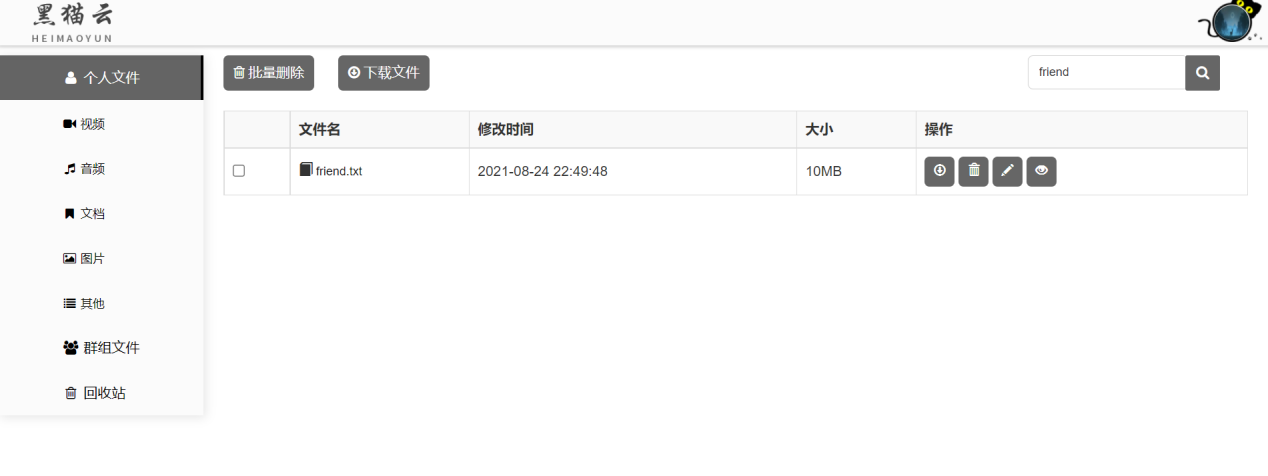 黑猫云
HEIMAOYUN
个人文件
视频
音频
文档
图片
其他
群组文件
回收站
批量删除 下载文件 friend
文件名 修改时间 大小 操作
friend.txt 2021-08-24 22:49:48 10MB